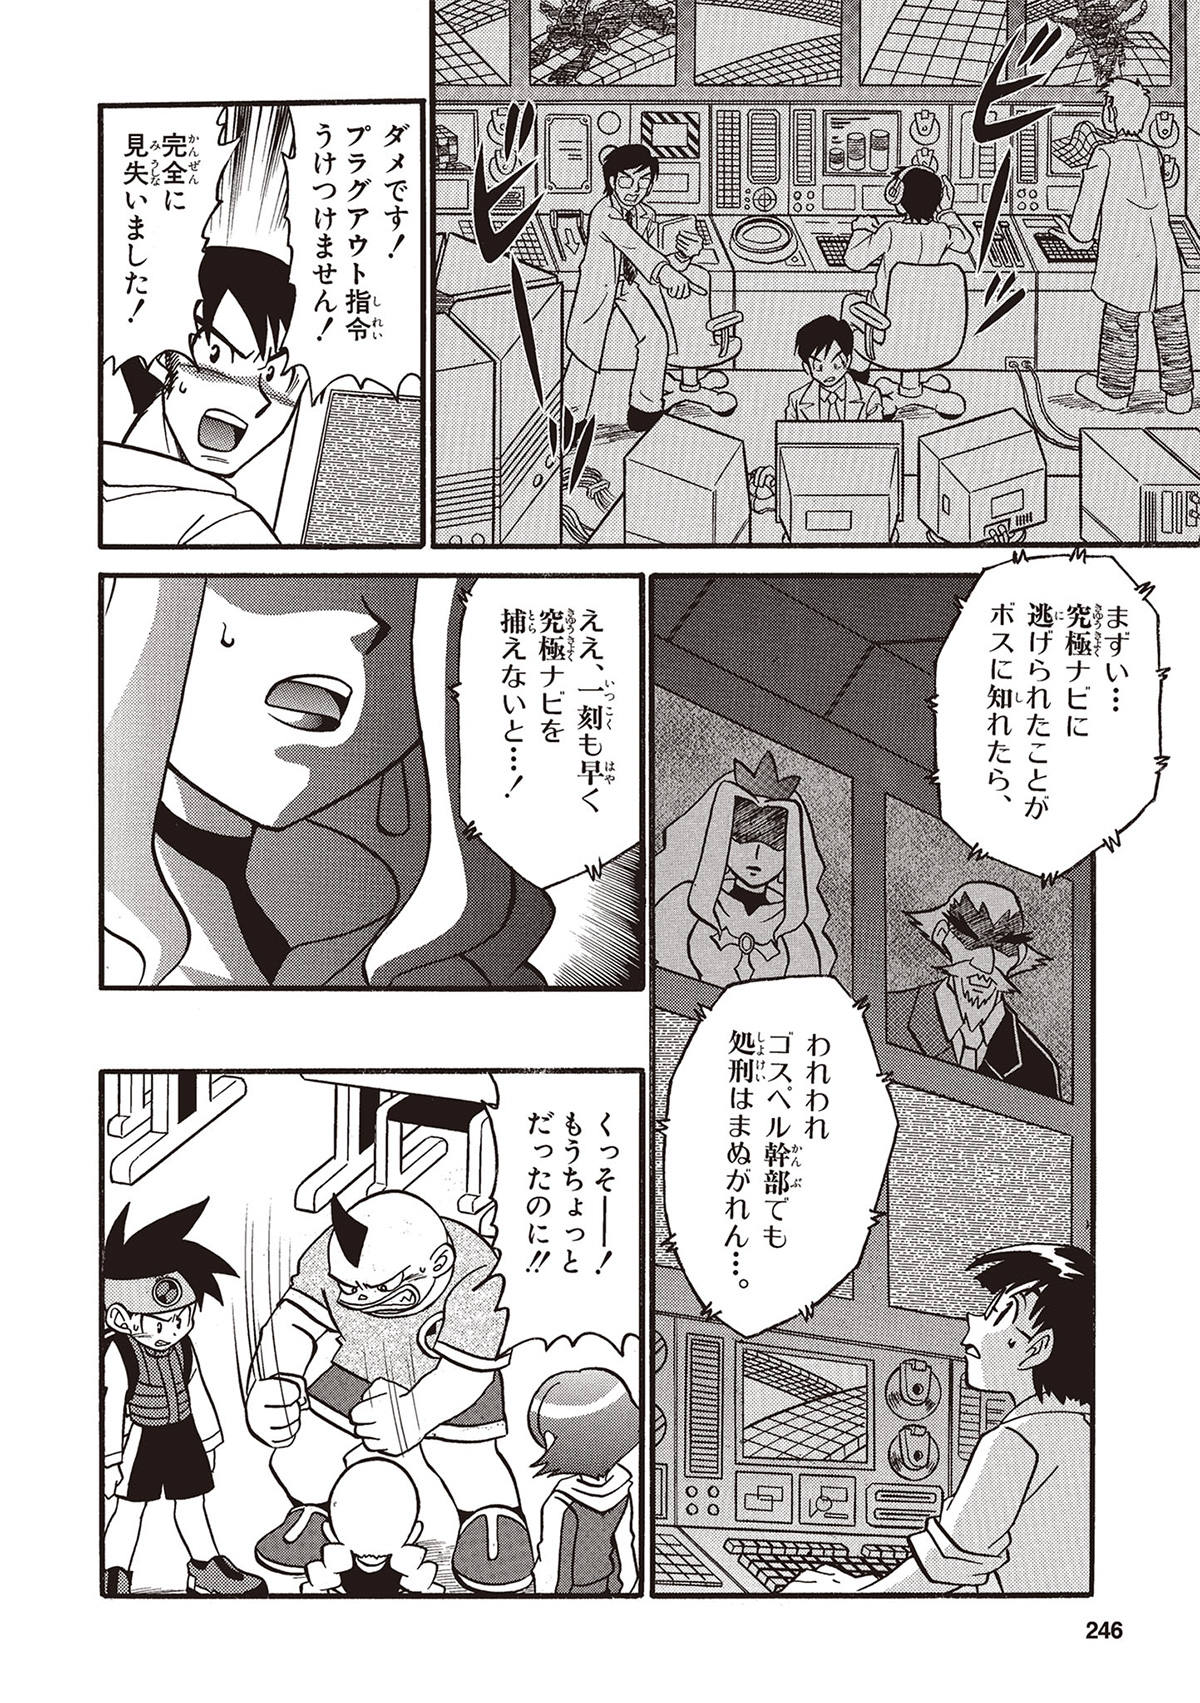 ビー
ビー
ダメです！
プラグアウト指令
うけつけません！
完全に
見失いました！
まずい…
究極ナビに
逃げられたことが
ボスに知れたら、
われわれ
ゴスペル幹部でも
処刑はまぬがれん…。
ええ、一刻も早く
究極ナビを
捕えないと…！
くっそ――！
もうちょっと
だったのに!!
246